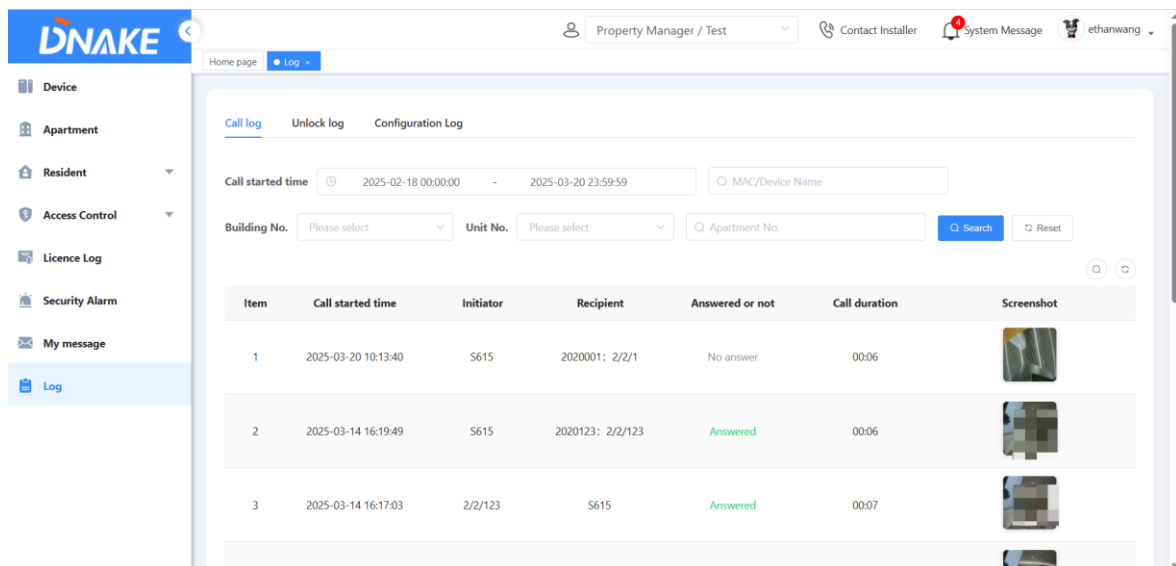 DNAKE
Property Manager / Test
Contact Installer
4
System Message
ethanwang
Home page
Log ×
Device
Apartment
Resident
Access Control
Licence Log
Security Alarm
My message
Log
Call log Unlock log Configuration Log
Call started time 2025-02-18 00:00:00 - 2025-03-20 23:59:59 MAC/Device Name
Building No. Please select Unit No. Please select Apartment No. Search Reset
Item Call started time Initiator Recipient Answered or not Call duration Screenshot
1 2025-03-20 10:13:40 S615 2020001: 2/2/1 No answer 00:06
2 2025-03-14 16:19:49 S615 2020123: 2/2/123 Answered 00:06
3 2025-03-14 16:17:03 2/2/123 S615 Answered 00:07